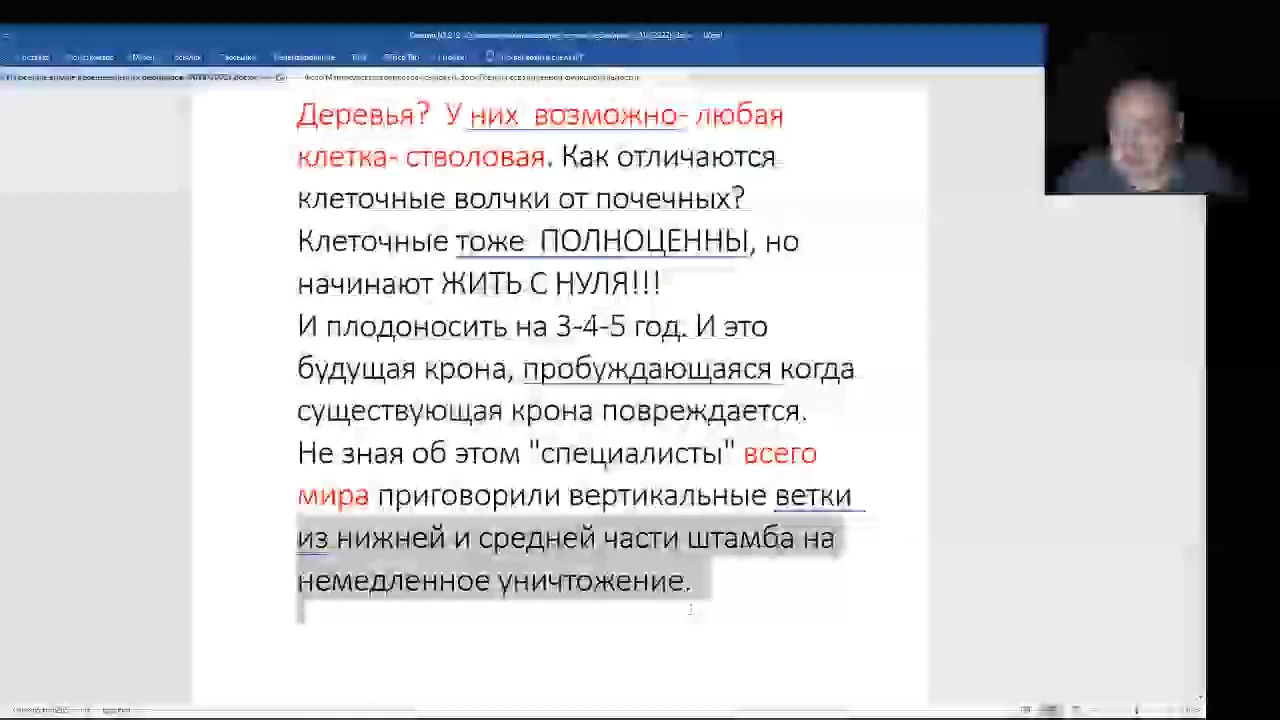 Деревья? У них возможно- любая
клетка- стволовая. Как отличаются
клеточные волчки от почечных?
Клеточные тоже ПОЛНОЦЕННЫ, но
начинают ЖИТЬ С НУЛЯ!!!
И плодоносить на 3-4-5 год. И это
будущая крона, пробуждающаяся когда
существующая крона повреждается.
Не зная об этом "специалисты" всего
мира приговорили вертикальные ветки
из нижней и средней части штамба на
немедленное уничтожение.